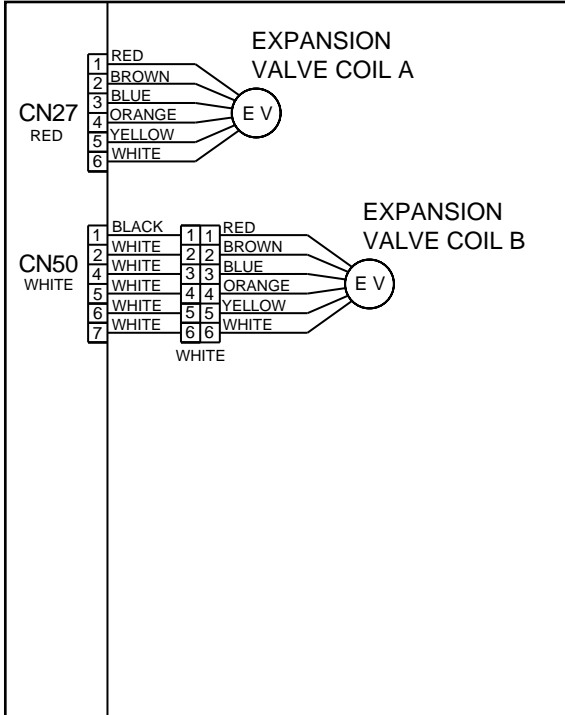 EXPANSION
VALVE COIL A
CN27
RED
1 RED
2 BROWN
3 BLUE
4 ORANGE
5 YELLOW
6 WHITE
E V
EXPANSION
VALVE COIL B
CN50
WHITE
1 BLACK 1 1 RED
2 WHITE 2 2 BROWN
4 WHITE 3 3 BLUE
5 WHITE 4 4 ORANGE
6 WHITE 5 5 YELLOW
7 WHITE 6 6 WHITE
WHITE
E V